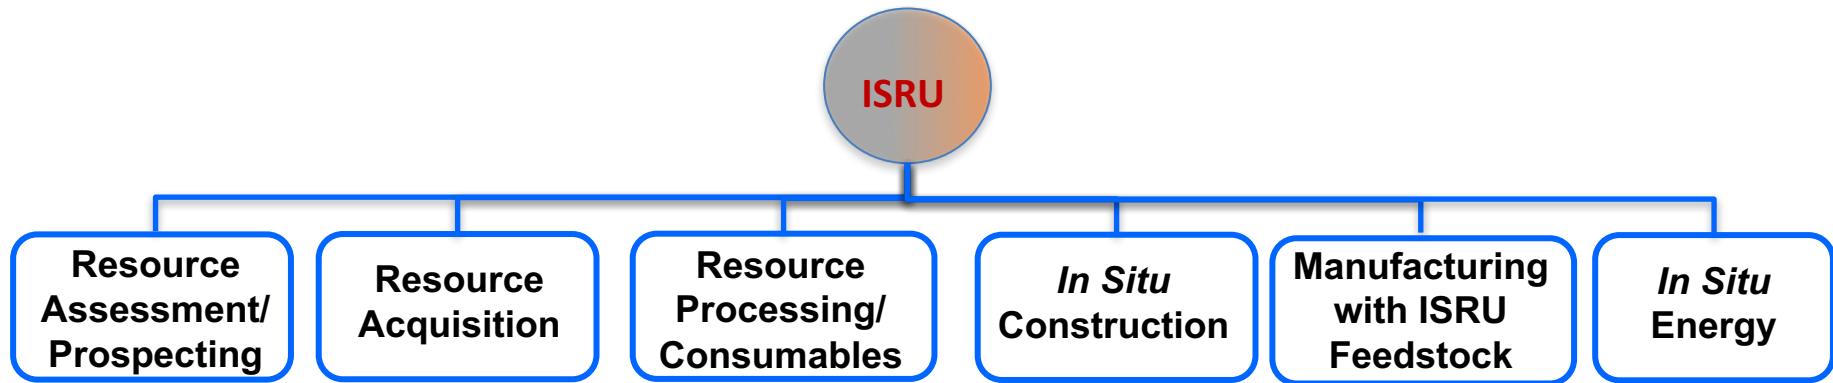 ISRU
Resource
Assessment/
Prospecting
Resource
Acquisition
Resource
Processing/
Consumables
In Situ
Construction
Manufacturing
with ISRU
Feedstock
In Situ
Energy